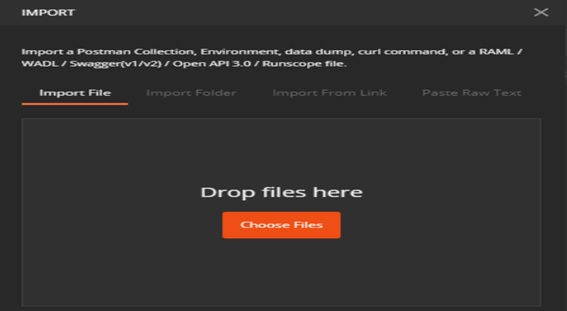 IMPORT
Import a Postman Collection, Environment, data dump, curl command, or a RAML /
WADL / Swagger(v1/v2) / Open API 3.0 / Runscope file.
Import File Import Folder Import From Link Paste Raw Text
Drop files here
Choose Files